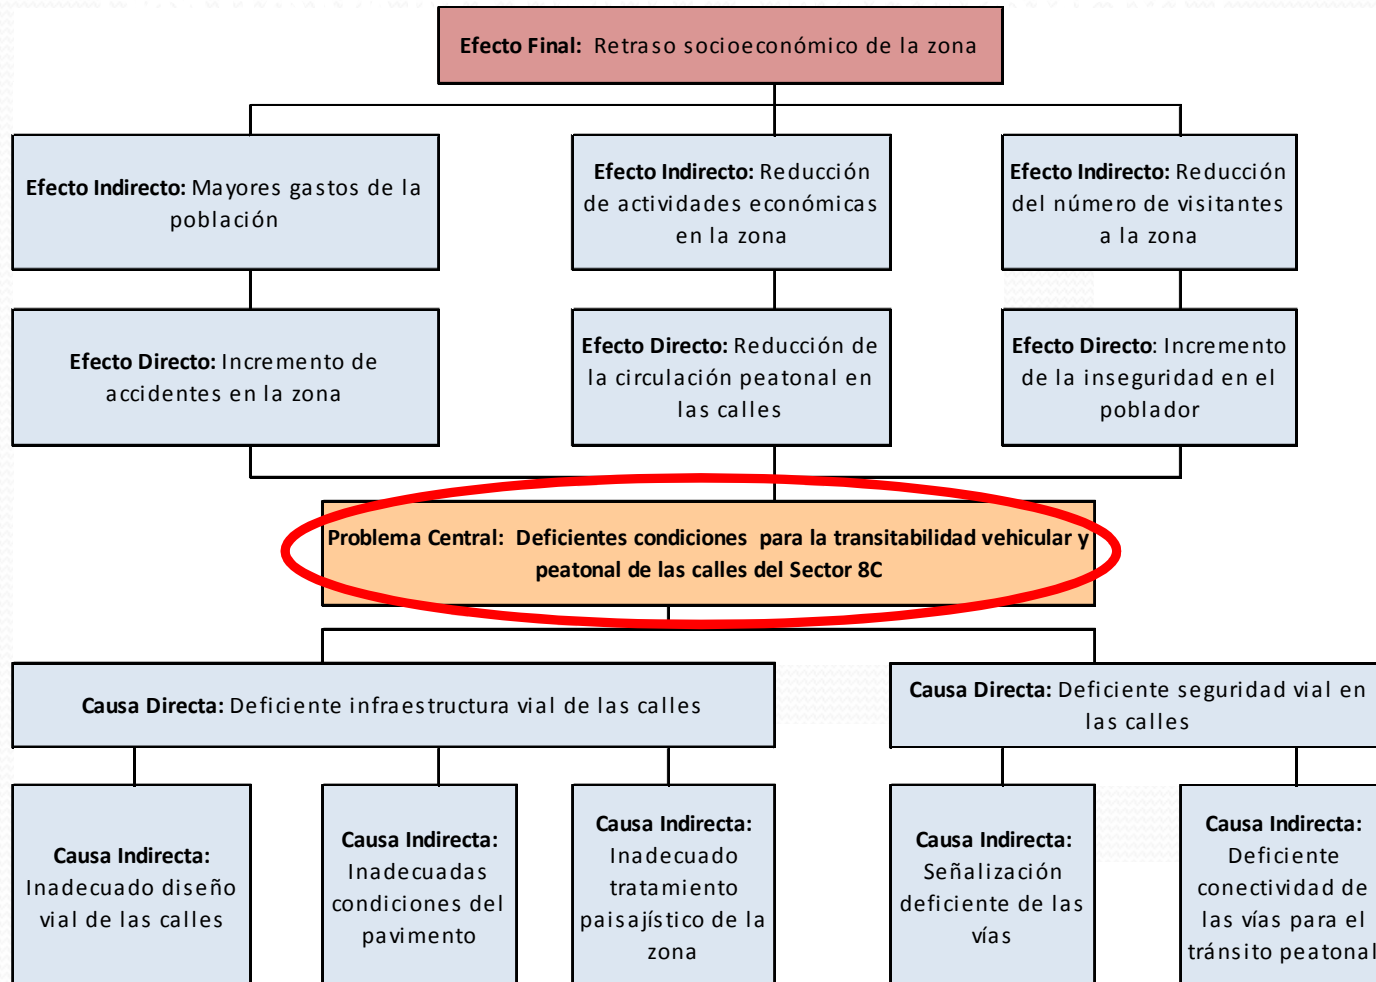 Efecto Final: Retraso socioeconómico de la zona
Efecto Indirecto: Mayores gastos de la
población
Efecto Indirecto: Reducción
de actividades económicas
en la zona
Efecto Indirecto: Reducción
del número de visitantes
a la zona
Efecto Directo: Incremento de
accidentes en la zona
Efecto Directo: Reducción de
la circulación peatonal en
las calles
Efecto Directo: Incremento
de la inseguridad en el
poblador
Problema Central: Deficientes condiciones para la transitabilidad vehicular y
peatonal de las calles del Sector 8C
Causa Directa: Deficiente infraestructura vial de las calles
Causa Directa: Deficiente seguridad vial en
las calles
Causa Indirecta:
Inadecuado diseño
vial de las calles
Causa Indirecta:
Inadecuadas
condiciones del
pavimento
Causa Indirecta:
Inadecuado
tratamiento
paisajístico de la
zona
Causa Indirecta:
Señalización
deficiente de las
vías
Causa Indirecta:
Deficiente
conectividad de
las vías para el
tránsito peatonal